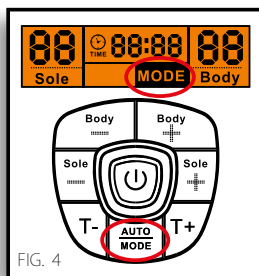 88 TIME 88:88 88
Sole MODE Body
Body Body
— +
Sole Sole
— +
T- AUTO T+
MODE
FIG. 4